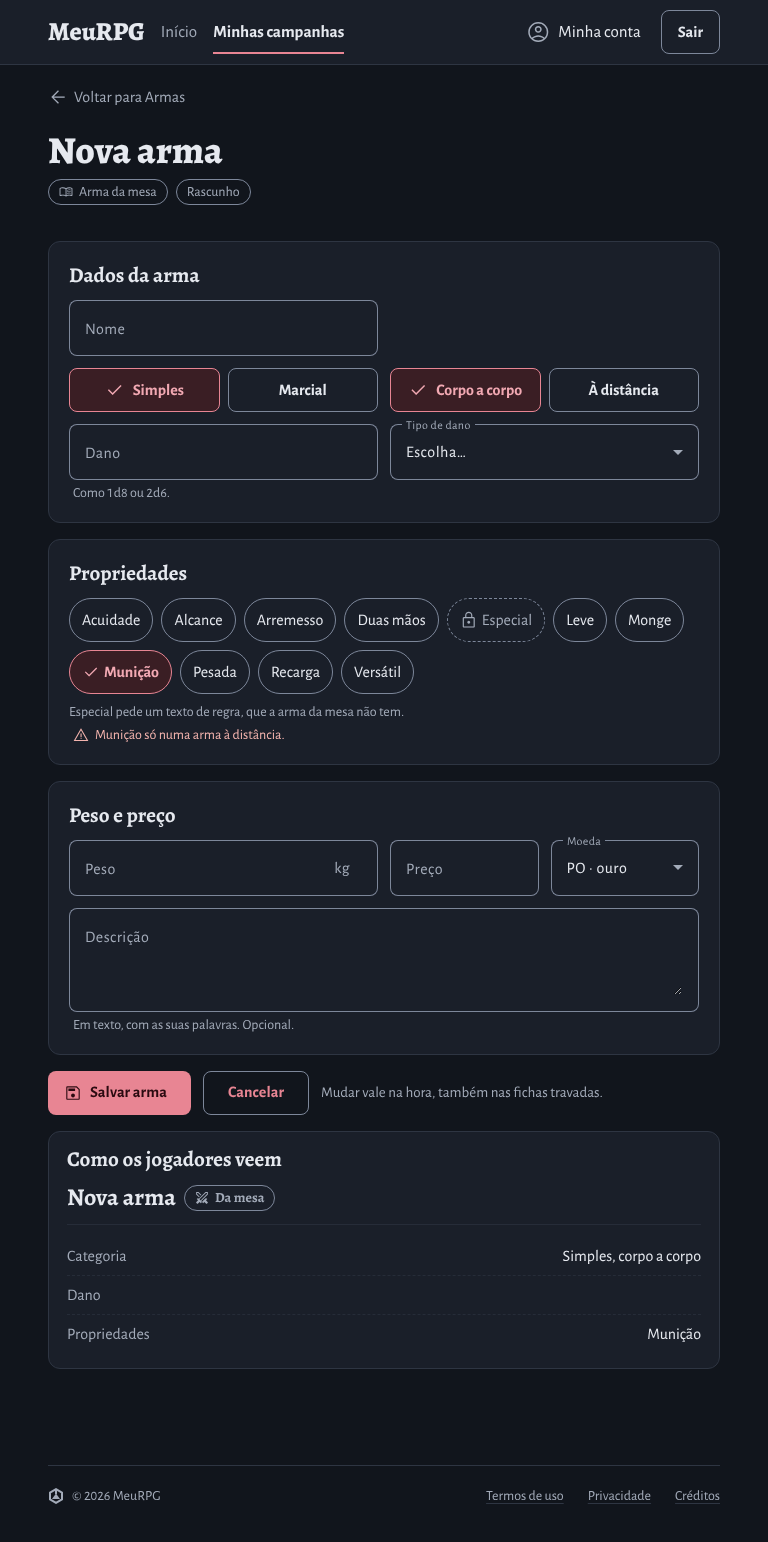 MeuRPG Início Minhas campanhas Minha conta Sair
Voltar para Armas
Nova arma
Arma da mesa Rascunho
Dados da arma
Nome
Simples Marcial Corpo a corpo À distância
Tipo de dano
Dano Escolha…
Como 1d8 ou 2d6.
Propriedades
Acuidade Alcance Arremesso Duas mãos Especial Leve Monge
Munição Pesada Recarga Versátil
Especial pede um texto de regra, que a arma da mesa não tem.
Munição só numa arma à distância.
Peso e preço
Moeda
Peso kg Preço PO · ouro
Descrição
Em texto, com as suas palavras. Opcional.
Salvar arma Cancelar Mudar vale na hora, também nas fichas travadas.
Como os jogadores veem
Nova arma Da mesa
Categoria Simples, corpo a corpo
Dano
Propriedades Munição
© 2026 MeuRPG Termos de uso Privacidade Créditos